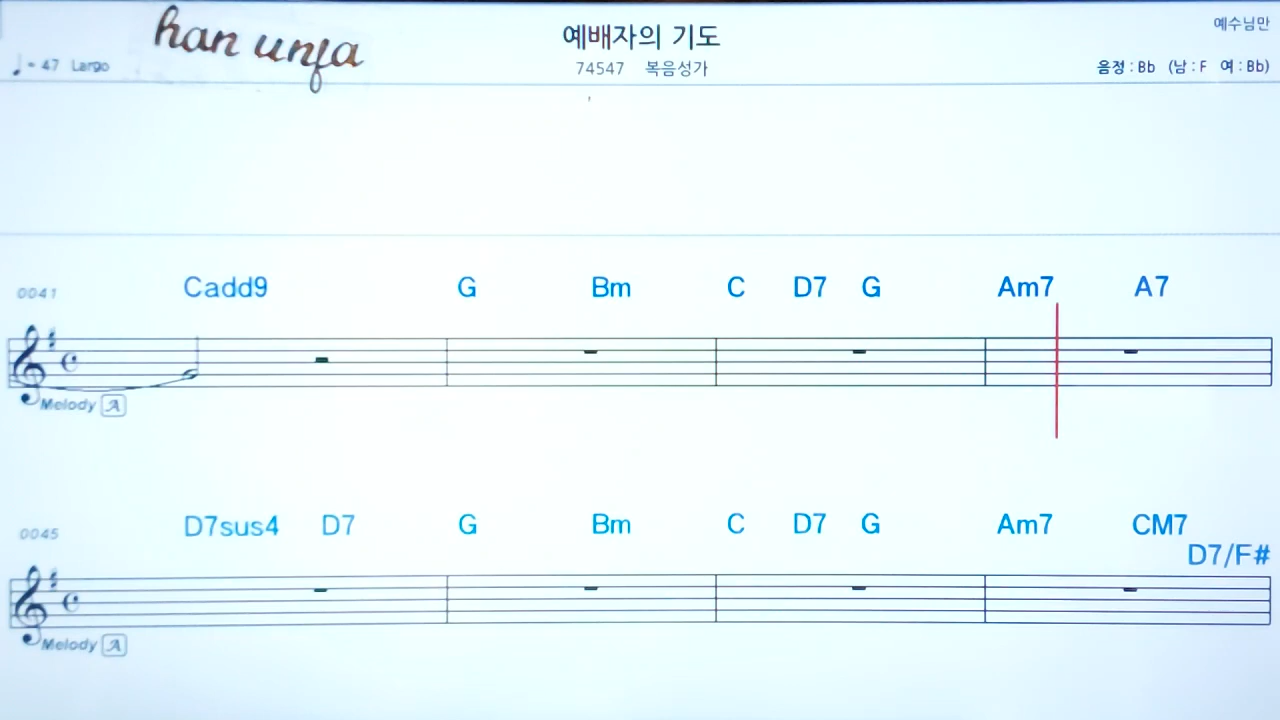 han unfa
예배자의 기도
예수님만
♩= 47 Largo
74547 복음성가
음정 : Bb (남 : F 여 : Bb)
0041 Cadd9 G Bm C D7 G Am7 A7
Melody A
0045 D7sus4 D7 G Bm C D7 G Am7 CM7
D7/F#
Melody A